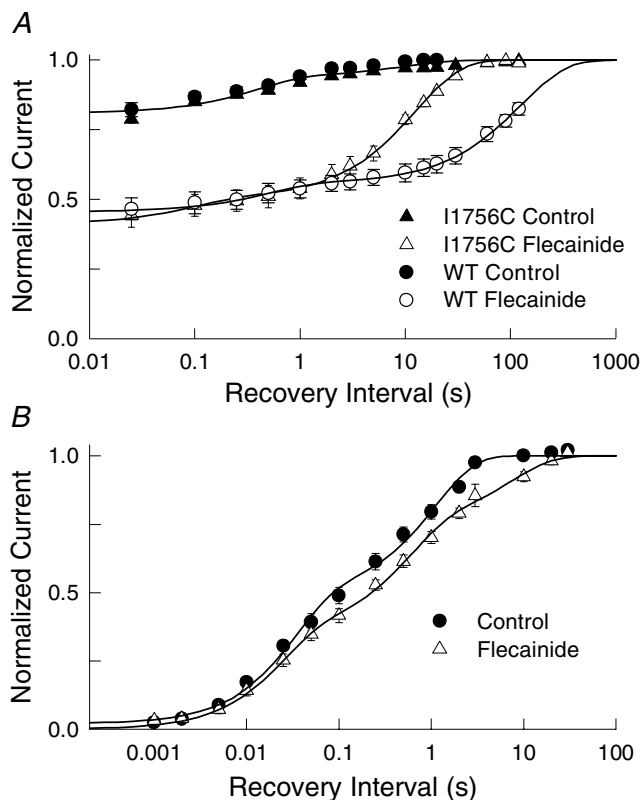 A
Normalized Current
1.0
0.5
0.0
I1756C Control
I1756C Flecainide
WT Control
WT Flecainide
0.01 0.1 1 10 100 1000
Recovery Interval (s)
B
Normalized Current
1.0
0.5
0.0
Control
Flecainide
0.001 0.01 0.1 1 10 100
Recovery Interval (s)